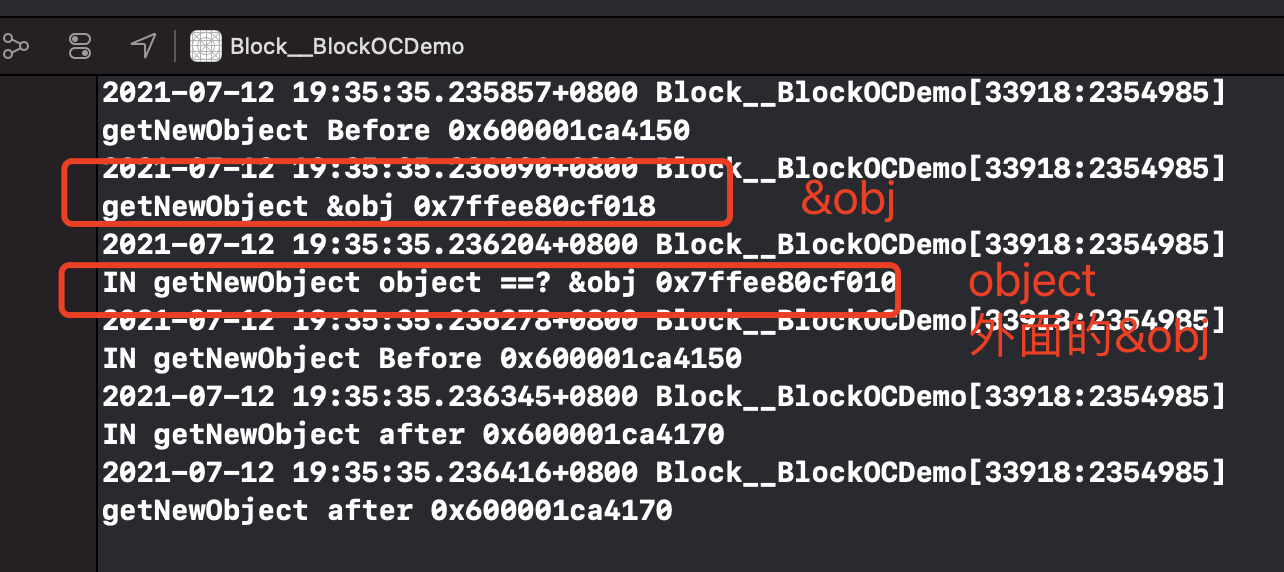 Block__BlockOCDemo
2021-07-12 19:35:35.235857+0800 Block__BlockOCDemo[33918:2354985]
getNewObject Before 0x600001ca4150
2021-07-12 19:35:35.236090+0800 Block__BlockOCDemo[33918:2354985]
getNewObject &obj 0x7ffee80cf018
&obj
2021-07-12 19:35:35.236204+0800 Block__BlockOCDemo[33918:2354985]
IN getNewObject object ==? &obj 0x7ffee80cf010
object
2021-07-12 19:35:35.236278+0800 Block__BlockOCDemo[33918:2354985]
外面的&obj
IN getNewObject Before 0x600001ca4150
2021-07-12 19:35:35.236345+0800 Block__BlockOCDemo[33918:2354985]
IN getNewObject after 0x600001ca4170
2021-07-12 19:35:35.236416+0800 Block__BlockOCDemo[33918:2354985]
getNewObject after 0x600001ca4170